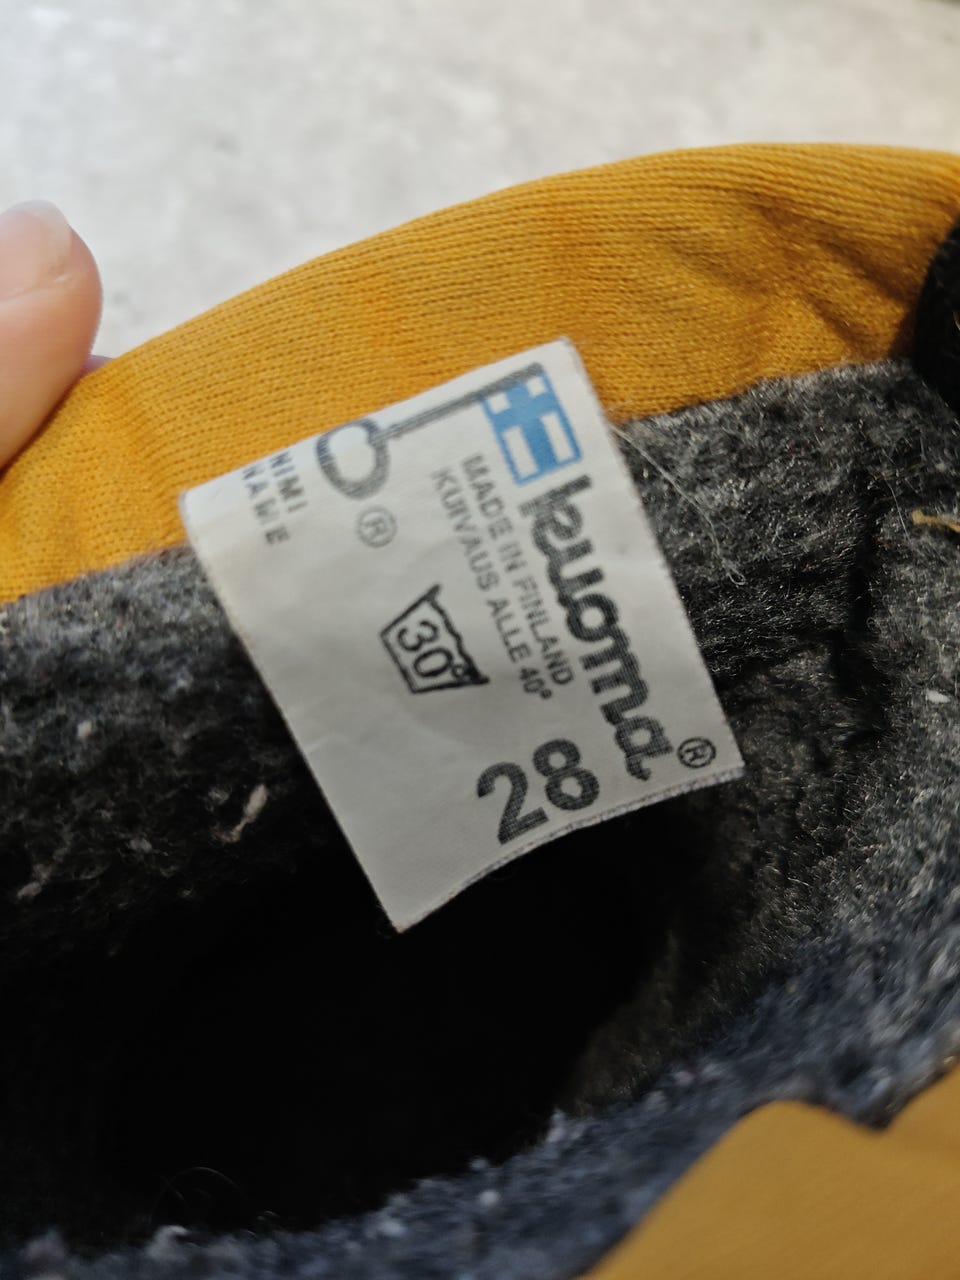 kuoma®
MADE IN FINLAND
KUIVAUS ALLE 40°
28
30°
®
NIMI
NAME